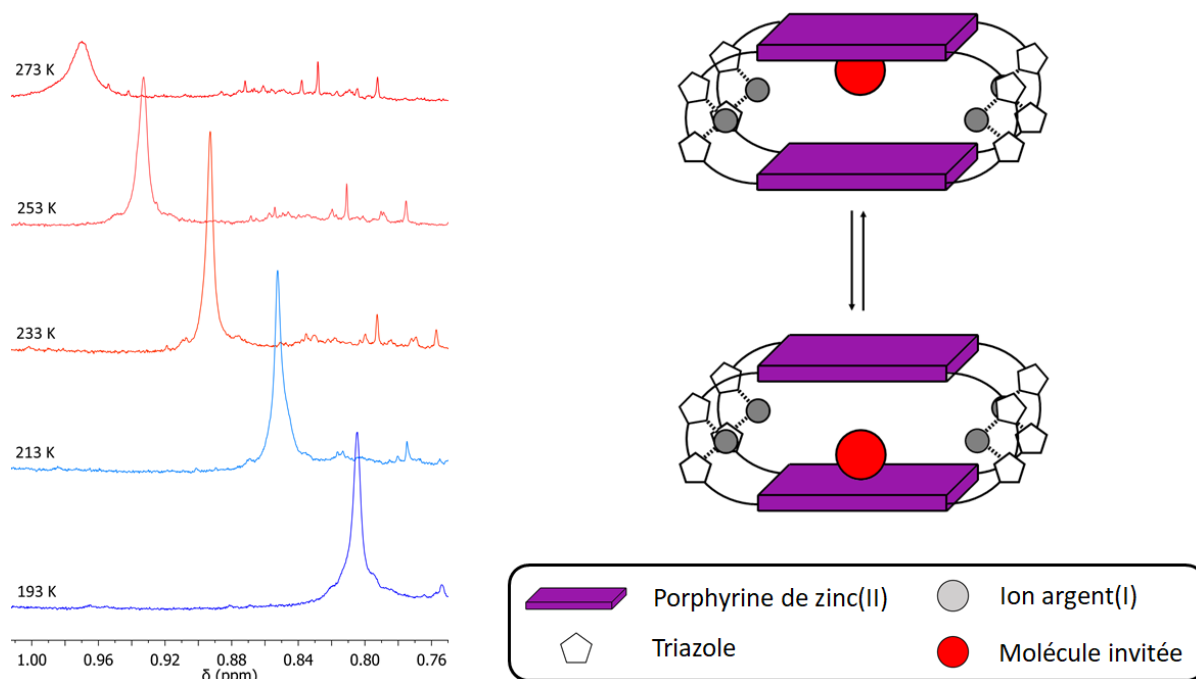 273 K
253 K
233 K
213 K
193 K
1.00 0.96 0.92 0.88 0.84 0.80 0.76
δ (ppm)
Porphyrine de zinc(II)
Ion argent(I)
Triazole
Molécule invitée